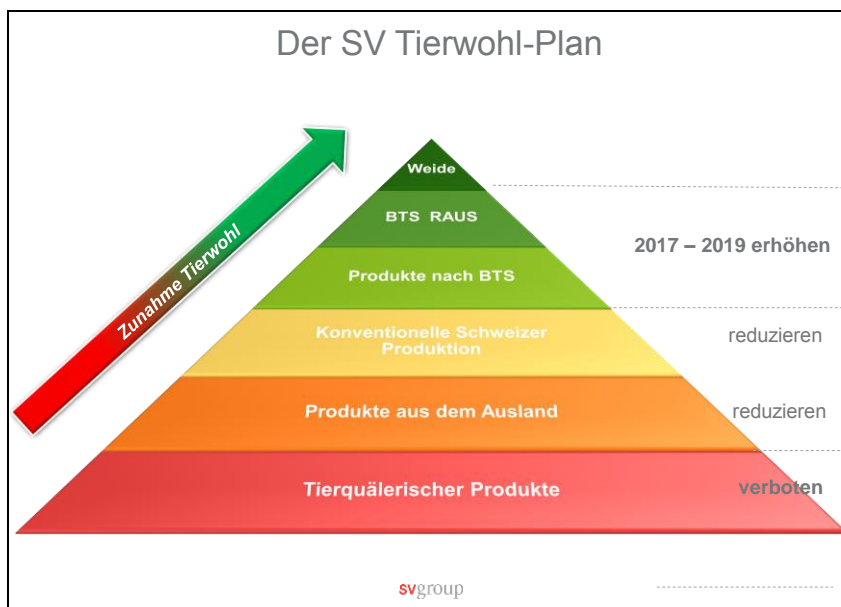 Der SV Tierwohl-Plan
Zunahme Tierwohl
Weide
BTS RAUS
2017 – 2019 erhöhen
Produkte nach BTS
Konventionelle Schweizer
Produktion
reduzieren
Produkte aus dem Ausland
reduzieren
Tierquälerischer Produkte
verboten
svgroup